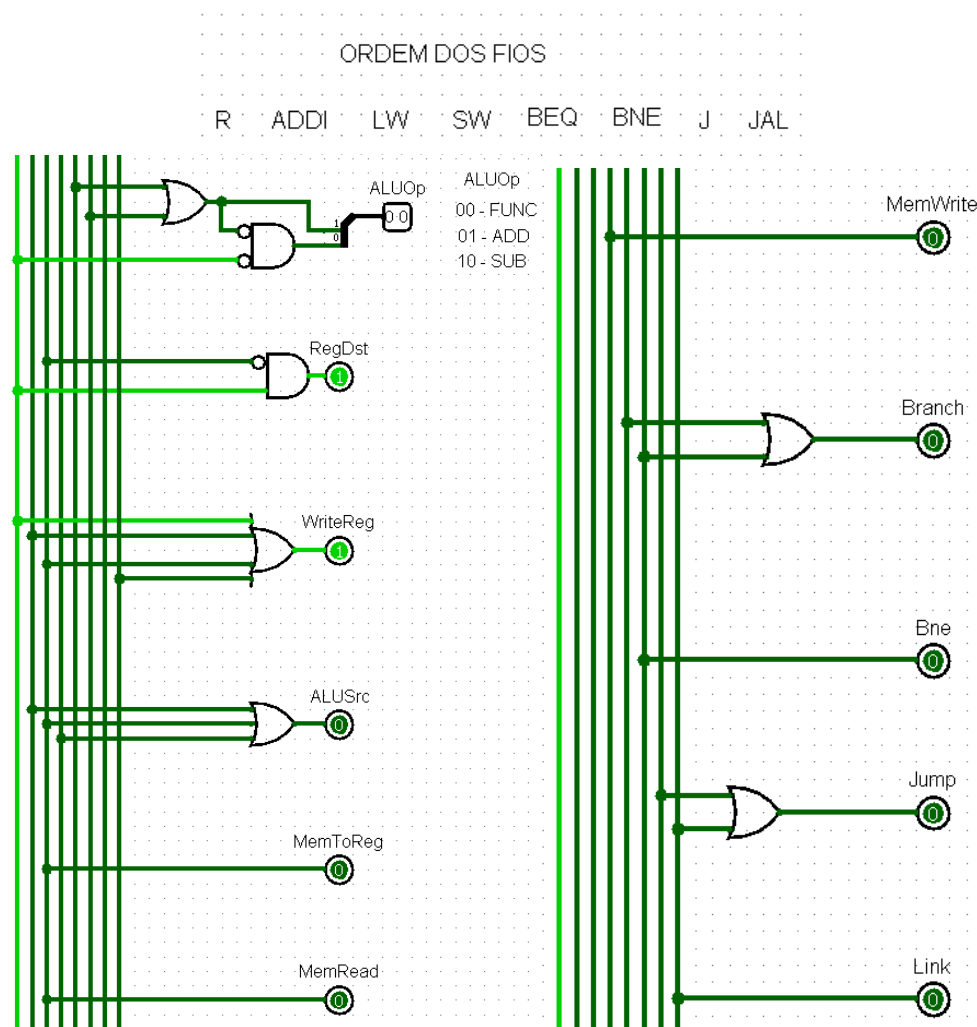 ORDEM DOS FIOS
R ADDI LW SW BEQ BNE J JAL
ALUOp
0 0
1
0
ALUOp
00 - FUNC
01 - ADD
10 - SUB
RegDst
1
WriteReg
1
ALUSrc
0
MemToReg
0
MemRead
0
MemWrite
0
Branch
0
Bne
0
Jump
0
Link
0